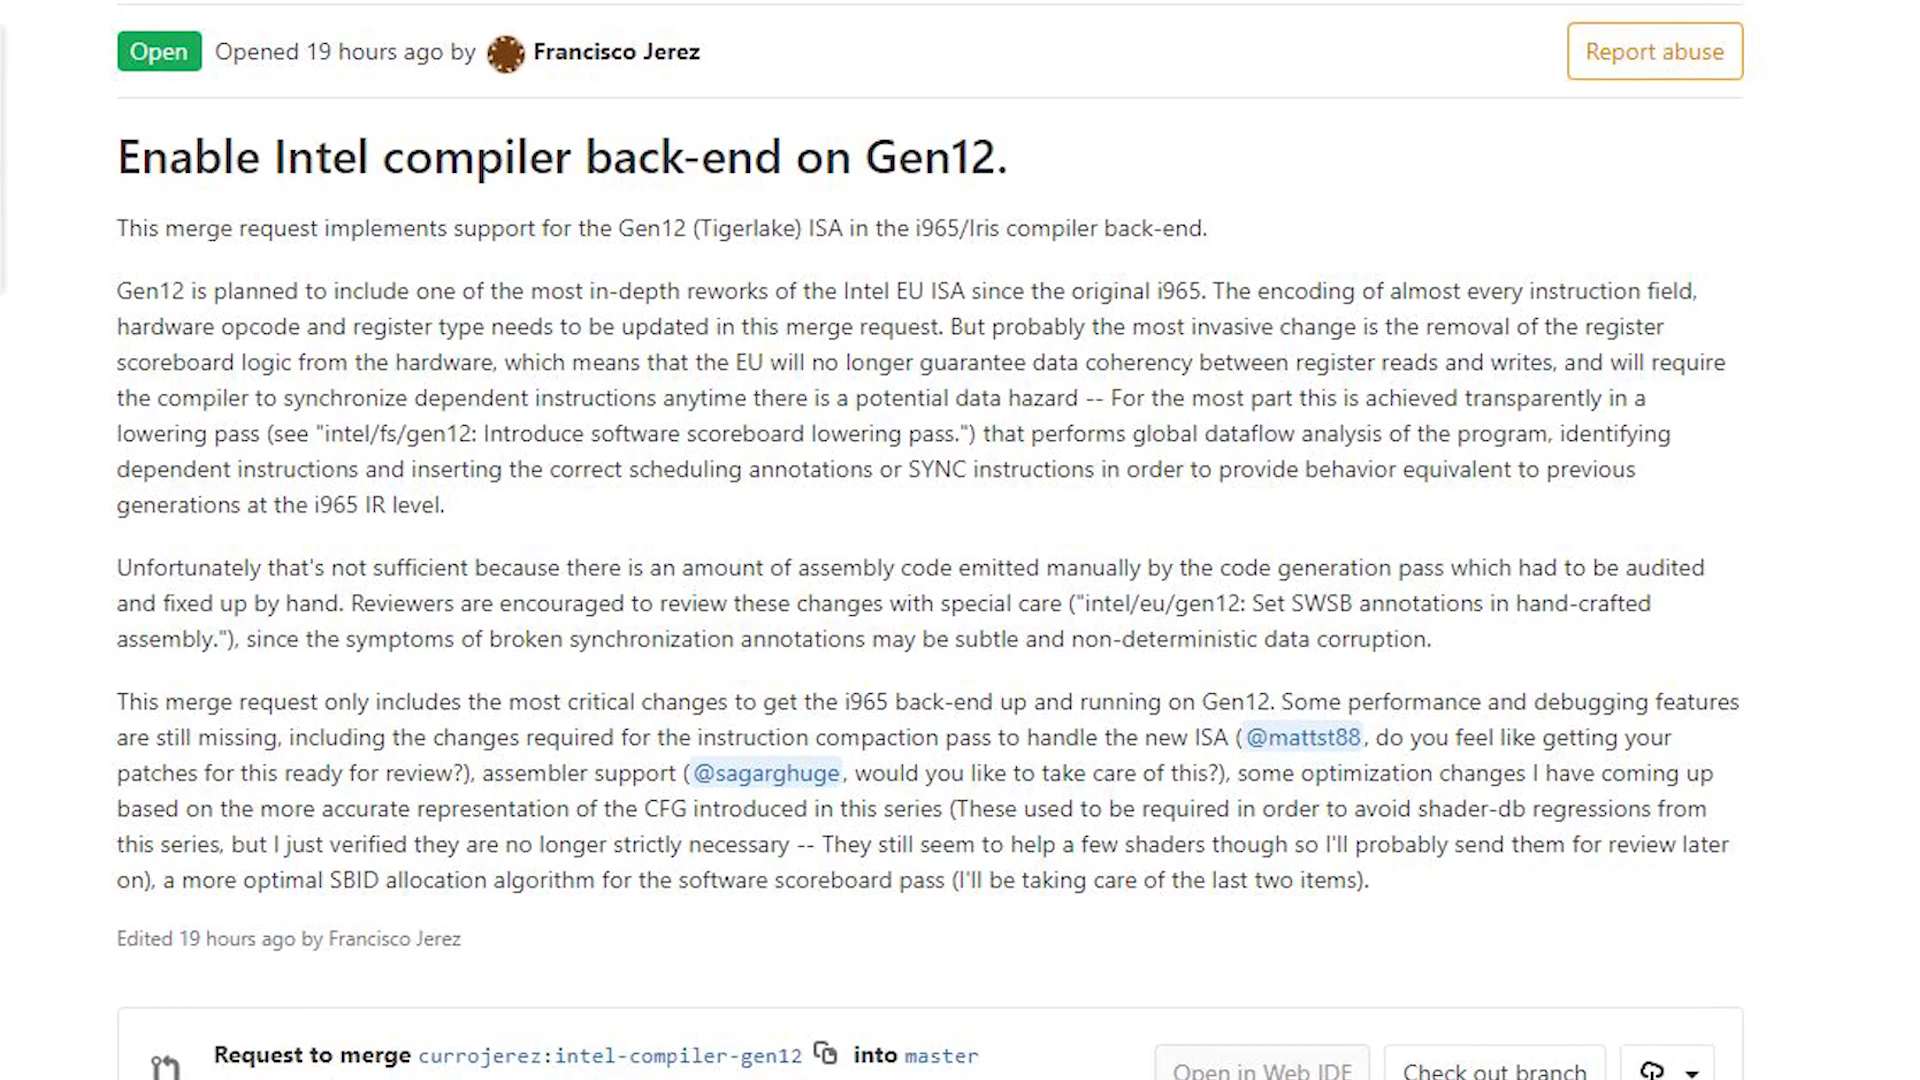 Open Opened 19 hours ago by Francisco Jerez Report abuse
Enable Intel compiler back-end on Gen12.
This merge request implements support for the Gen12 (Tigerlake) ISA in the i965/Iris compiler back-end.
Gen12 is planned to include one of the most in-depth reworks of the Intel EU ISA since the original i965. The encoding of almost every instruction field,
hardware opcode and register type needs to be updated in this merge request. But probably the most invasive change is the removal of the register
scoreboard logic from the hardware, which means that the EU will no longer guarantee data coherency between register reads and writes, and will require
the compiler to synchronize dependent instructions anytime there is a potential data hazard -- For the most part this is achieved transparently in a
lowering pass (see "intel/fs/gen12: Introduce software scoreboard lowering pass.") that performs global dataflow analysis of the program, identifying
dependent instructions and inserting the correct scheduling annotations or SYNC instructions in order to provide behavior equivalent to previous
generations at the i965 IR level.
Unfortunately that's not sufficient because there is an amount of assembly code emitted manually by the code generation pass which had to be audited
and fixed up by hand. Reviewers are encouraged to review these changes with special care ("intel/eu/gen12: Set SWSB annotations in hand-crafted
assembly."), since the symptoms of broken synchronization annotations may be subtle and non-deterministic data corruption.
This merge request only includes the most critical changes to get the i965 back-end up and running on Gen12. Some performance and debugging features
are still missing, including the changes required for the instruction compaction pass to handle the new ISA (@mattst88, do you feel like getting your
patches for this ready for review?), assembler support (@sagarghuge, would you like to take care of this?), some optimization changes I have coming up
based on the more accurate representation of the CFG introduced in this series (These used to be required in order to avoid shader-db regressions from
this series, but I just verified they are no longer strictly necessary -- They still seem to help a few shaders though so I'll probably send them for review later
on), a more optimal SBID allocation algorithm for the software scoreboard pass (I'll be taking care of the last two items).
Edited 19 hours ago by Francisco Jerez
Request to merge currojerez:intel-compiler-gen12 into master
Open in Web IDE Check out branch